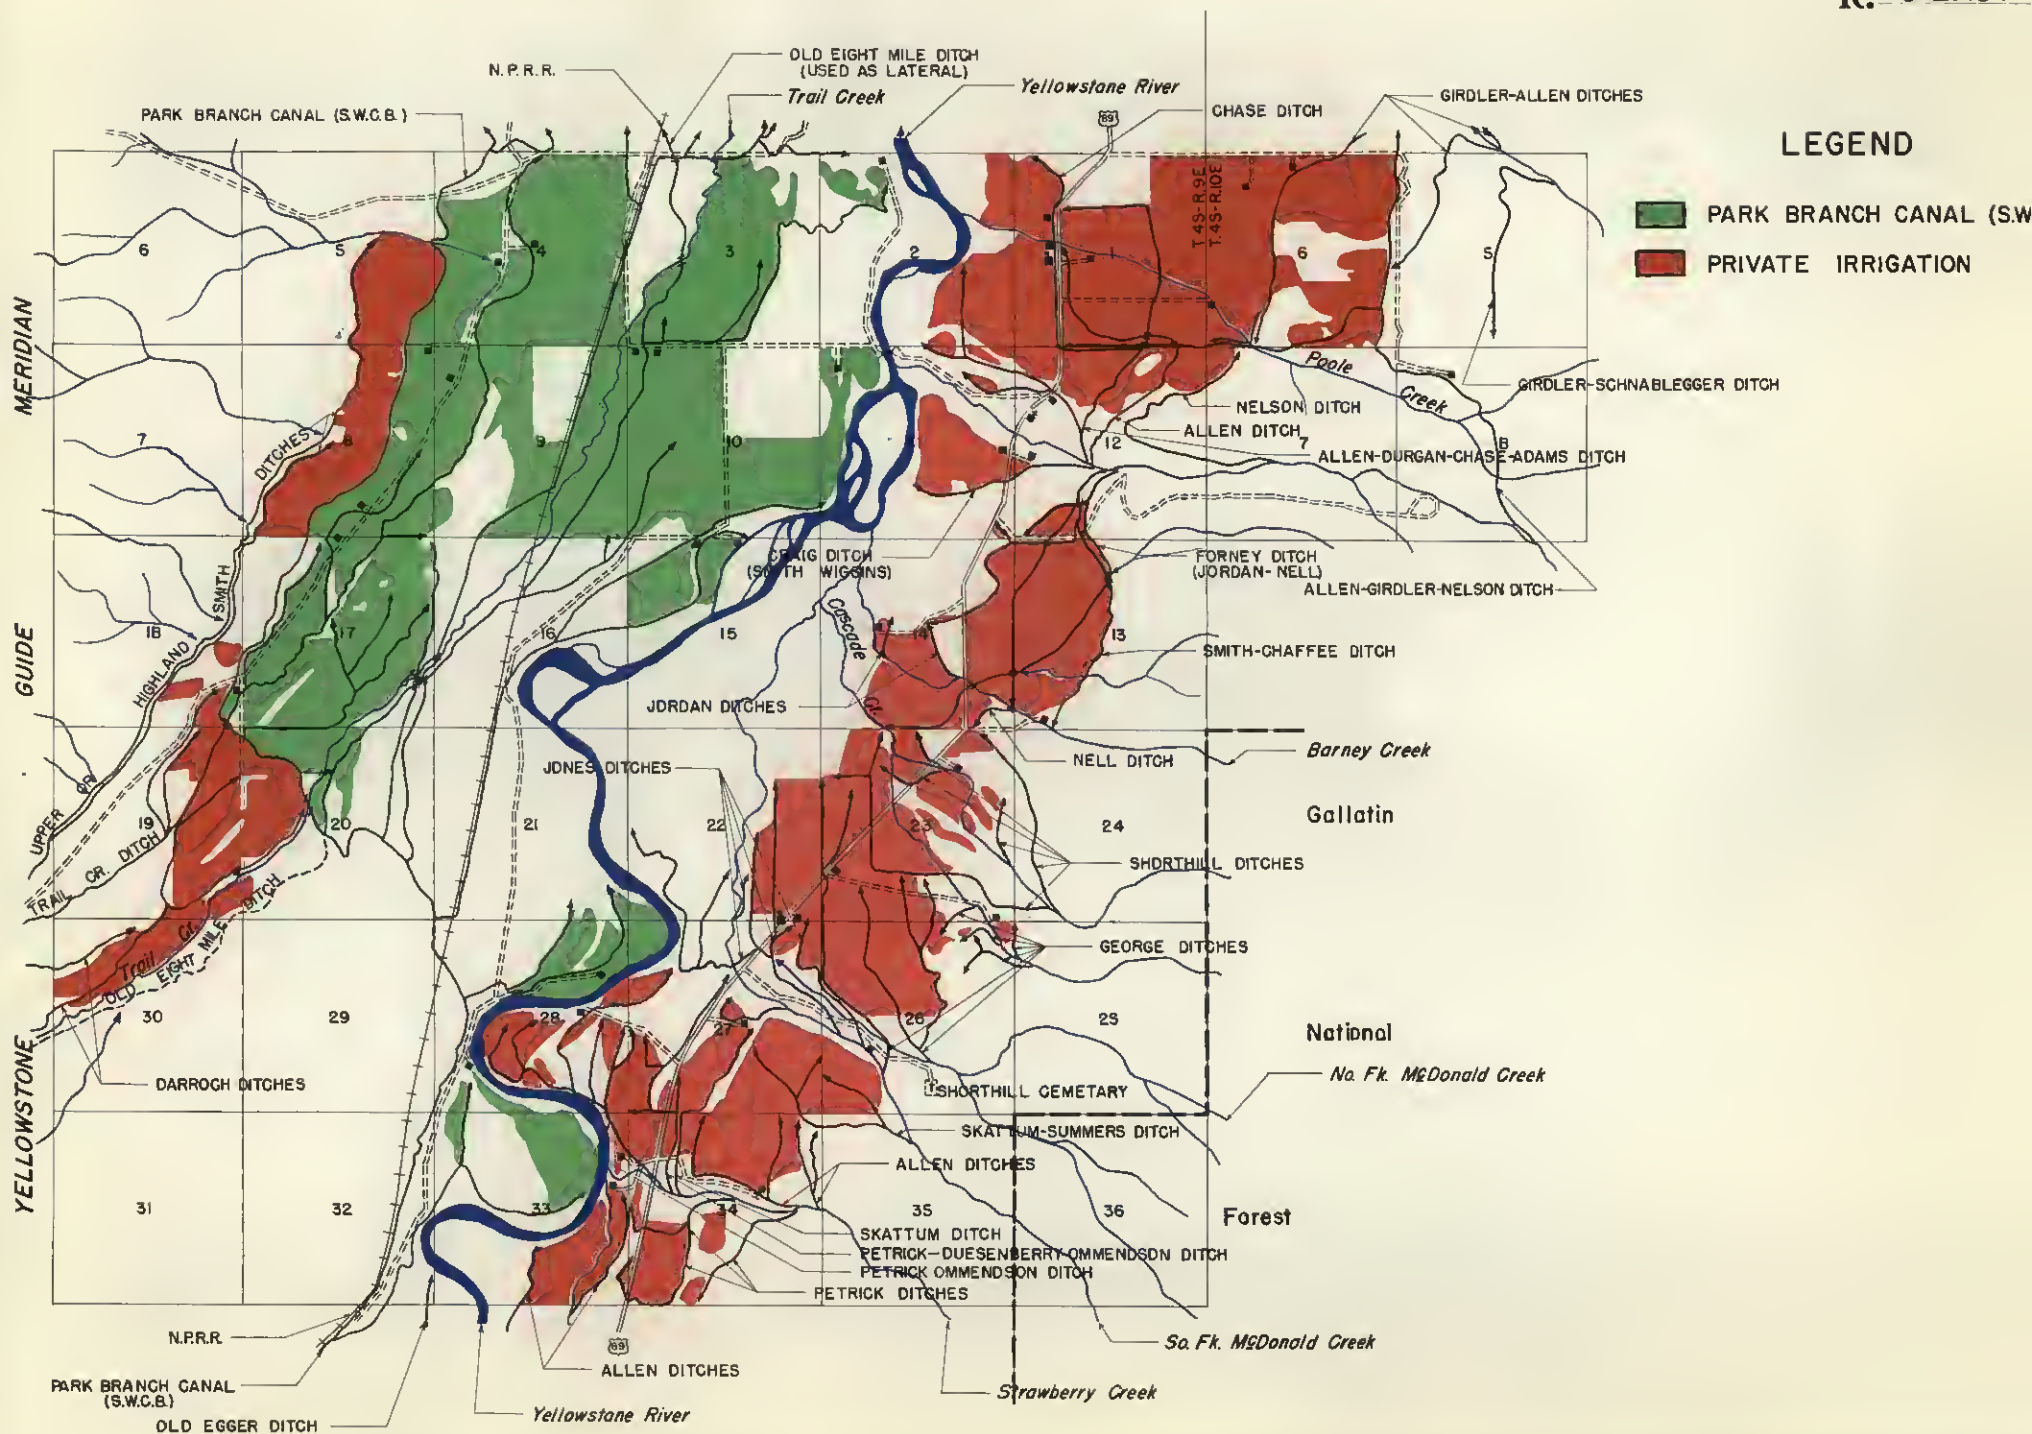 OLD EIGHT MILE DITCH
(USED AS LATERAL)
N.P.R.R.
Trail Creek
Yellowstone River
PARK BRANCH CANAL (S.W.C.B.)
89
CHASE DITCH
GIRDLER-ALLEN DITCHES
LEGEND
PARK BRANCH CANAL (S.W
PRIVATE IRRIGATION
T.4S-R.9E
T.4S-R.10E
6
5
4
3
2
1
6
5
MERIDIAN
GUIDE
YELLOWSTONE
Poole
Creek
GIRDLER-SCHNABLEGGER DITCH
NELSON DITCH
ALLEN DITCH
ALLEN-DURGAN-CHASE-ADAMS DITCH
7
8
9
10
12
7
8
DITCHES
SMITH
HIGHLAND
OR
UPPER
CRAIG DITCH
(SMITH WIGGINS)
FORNEY DITCH
(JORDAN-NELL)
ALLEN-GIRDLER-NELSON DITCH
18
17
16
15
14
13
Cascade
Cr.
SMITH-CHAFFEE DITCH
JORDAN DITCHES
NELL DITCH
Barney Creek
JONES DITCHES
Gallatin
19
20
21
22
23
24
TRAIL CR. DITCH
SHORTHILL DITCHES
GEORGE DITCHES
Trail Cr.
OLD EIGHT MILE DITCH
30
29
28
27
26
25
National
DARROCH DITCHES
No. Fk. McDonald Creek
SHORTHILL CEMETARY
SKATTUM-SUMMERS DITCH
ALLEN DITCHES
31
32
33
34
35
36
Forest
SKATTUM DITCH
PETRICK-DUESENBERRY-OMMENDSON DITCH
PETRICK OMMENDSON DITCH
PETRICK DITCHES
N.P.R.R.
89
So. Fk. McDonald Creek
ALLEN DITCHES
PARK BRANCH CANAL
(S.W.C.B.)
Strawberry Creek
Yellowstone River
OLD EGGER DITCH